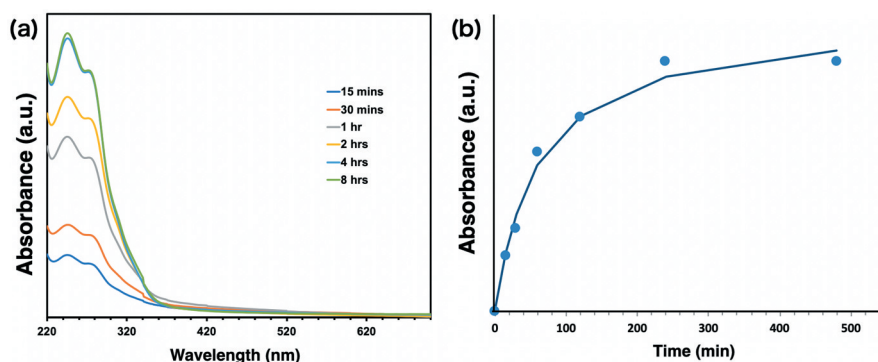 (a)
Absorbance (a.u.)
15 mins
30 mins
1 hr
2 hrs
4 hrs
8 hrs
220 320 420 520 620
Wavelength (nm)
(b)
Absorbance (a.u.)
0 100 200 300 400 500
Time (min)